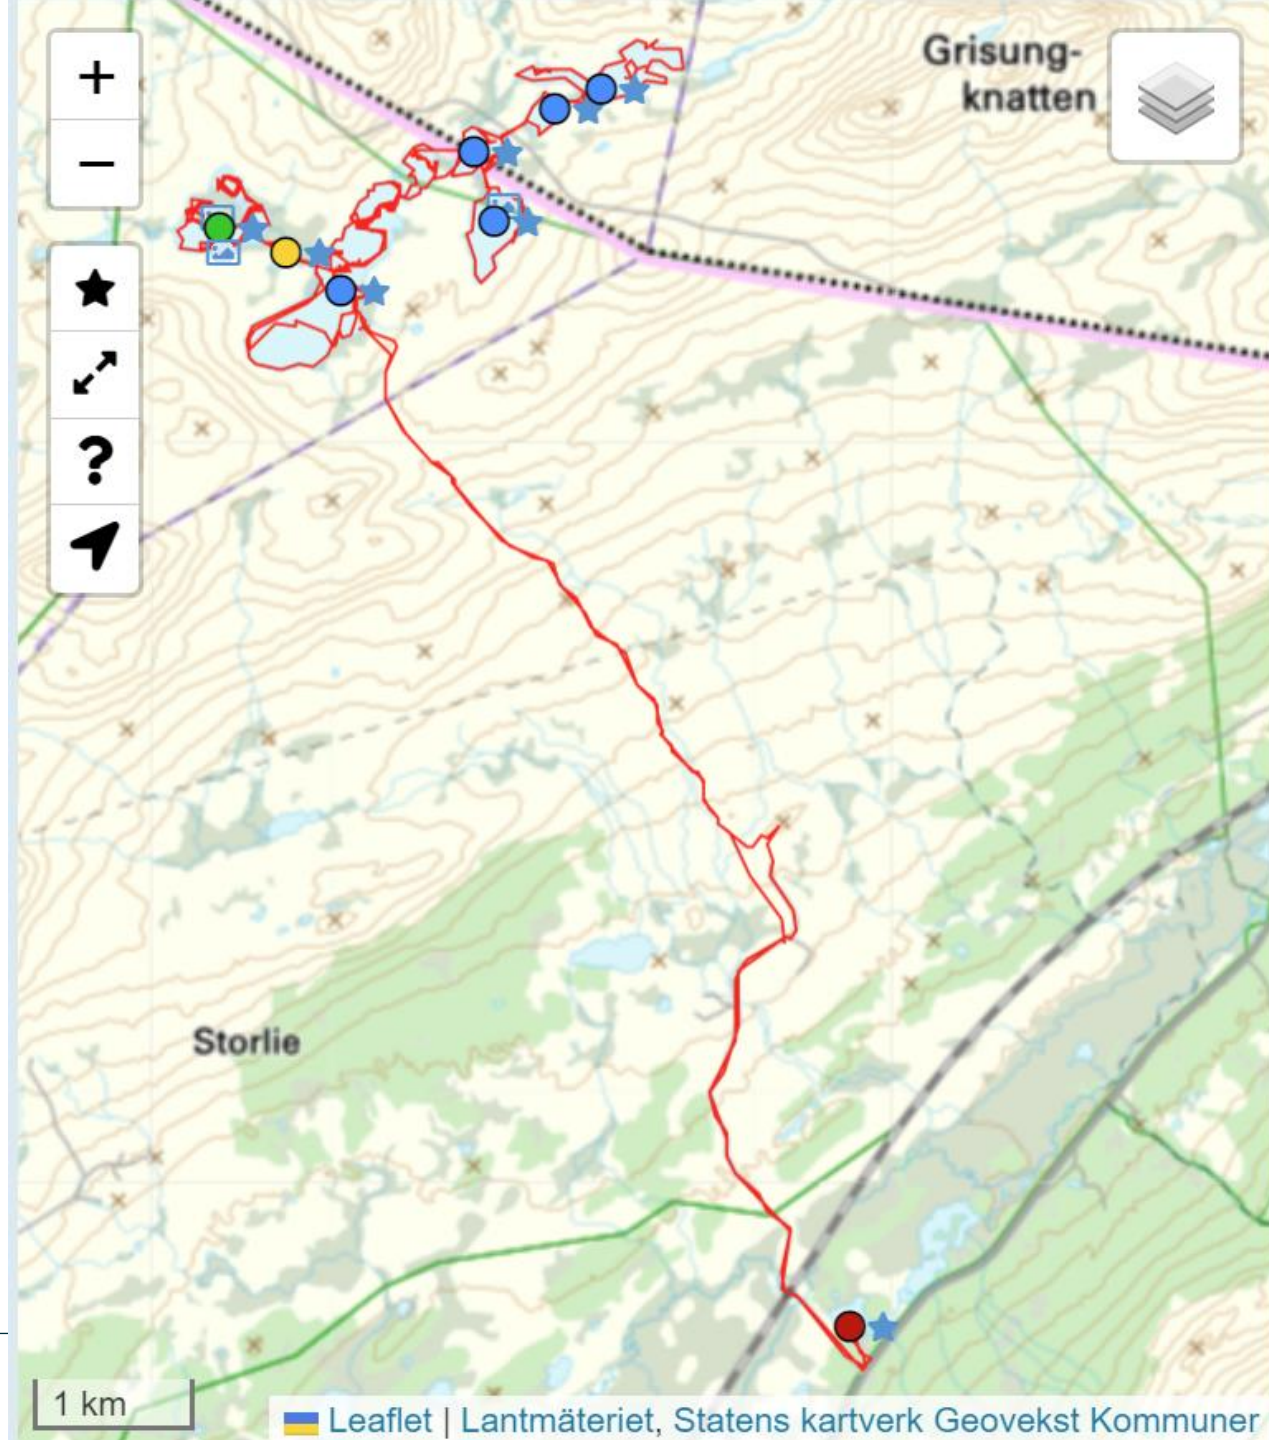 +
Grisung-
knatten
−
?
Storlie
1 km
Leaflet | Lantmäteriet, Statens kartverk Geovekst Kommuner